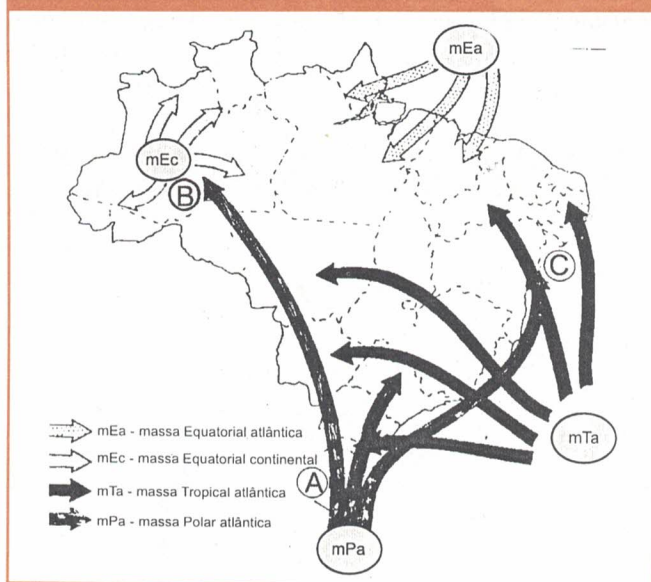 mEa
mEc
B
C
mEa - massa Equatorial atlântica
mEc - massa Equatorial continental
mTa - massa Tropical atlântica
mPa - massa Polar atlântica
mTa
A
mPa